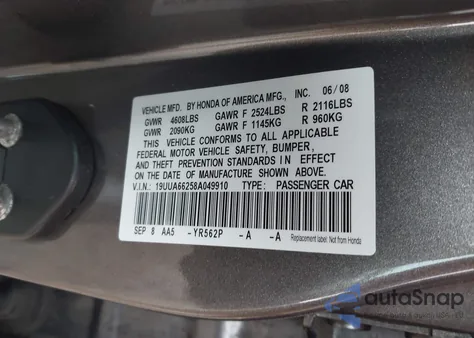 VEHICLE MFD. BY HONDA OF AMERICA MFG., INC. 06/08
GVWR 4608LBS GAWR F 2524LBS R 2116LBS
GVWR 2090KG GAWR F 1145KG R 960KG
THIS VEHICLE CONFORMS TO ALL APPLICABLE
FEDERAL MOTOR VEHICLE SAFETY, BUMPER,
AND THEFT PREVENTION STANDARDS IN EFFECT
ON THE DATE OF MANUFACTURE SHOWN ABOVE.
V.I.N.: 19UUA66258A049910 TYPE: PASSENGER CAR
SEP 8 AA5 -YR562P -A -A Replacement label. Not from Honda
autoSnap